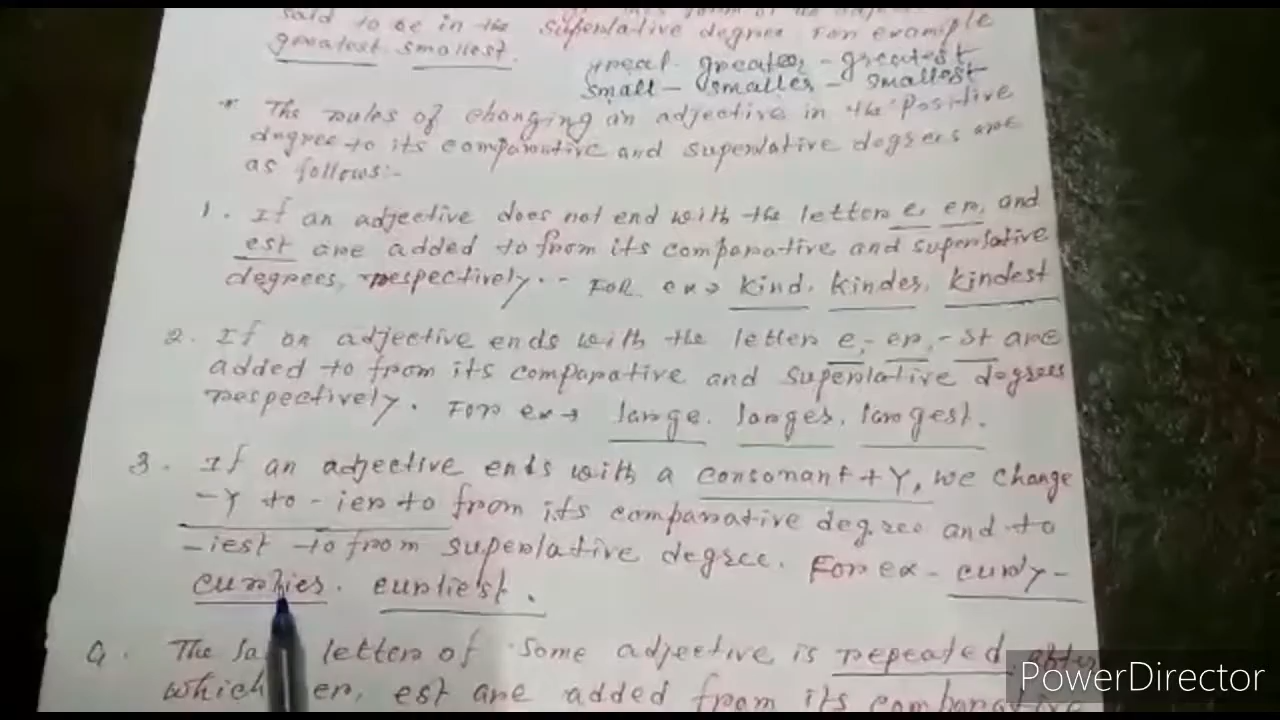 said to be in the superlative degree For example
greatest smallest.
great - greater - greatest
small - smaller - smallest
* The rules of changing an adjective in the Positive
degree to its comparative and superlative degrees are
as follows:-
1. If an adjective does not end with the letter e, er, and
est are added to from its comparative and superlative
degrees, respectively. - For ex → kind, kinder, kindest
2. If an adjective ends with the letter e, - er, - st are
added to from its comparative and superlative degrees
respectively. For ex → large. larger, largest.
3. If an adjective ends with a consonant + Y, we change
- Y to - ier to from its comparative degree and to
- iest to from superlative degree. For ex - curly -
curlier. curliest.
4. The letter of some adjective is repeated, after
which er, est are added from its comparative
PowerDirector